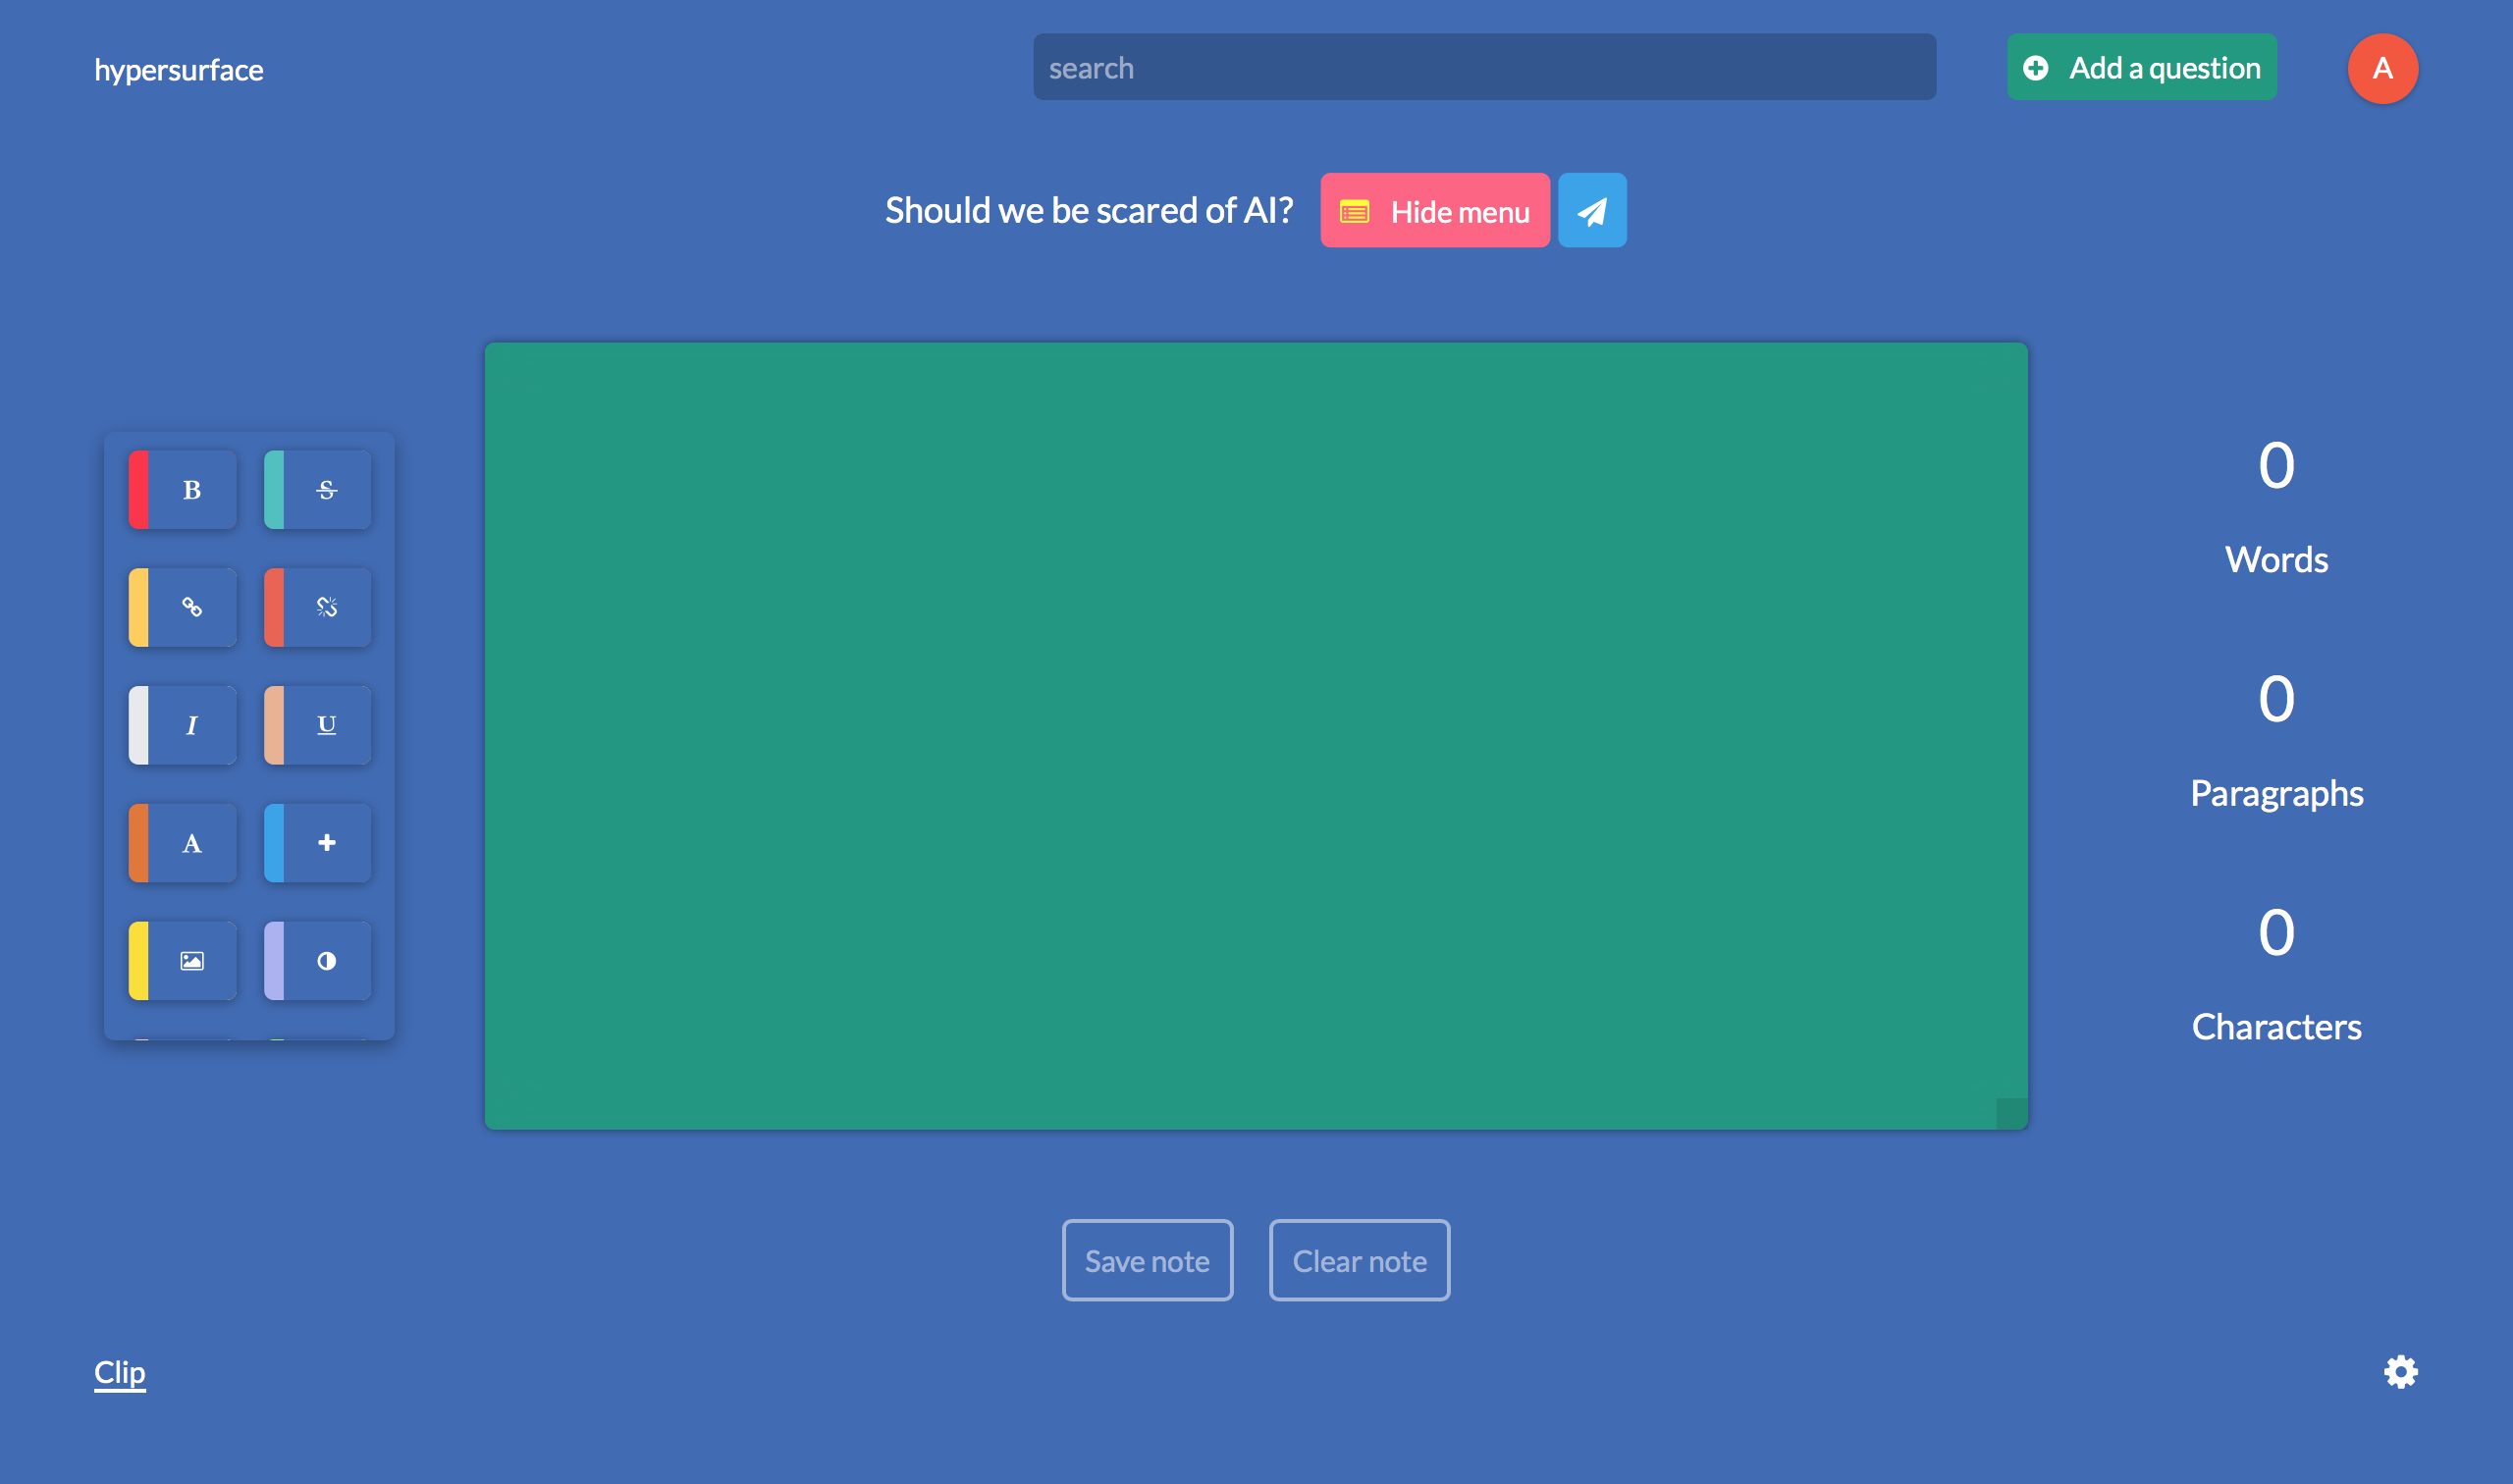 hypersurface
search
Add a question
A
Should we be scared of AI?
Hide menu
B
S
I
U
A
0
Words
0
Paragraphs
0
Characters
Save note
Clear note
Clip